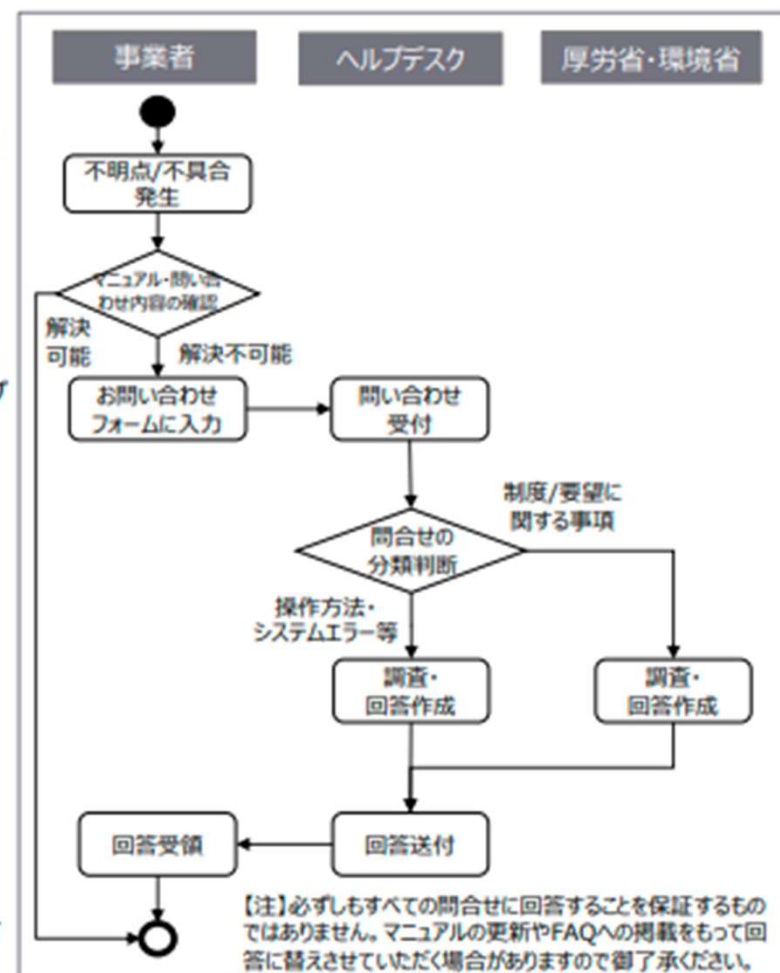 事業者
ヘルプデスク
厚労省・環境省
不明点/不具合
発生
マニュアル・問い合
わせ内容の確認
解決
可能
解決不可能
お問い合わせ
フォームに入力
問い合わせ
受付
制度/要望に
関する事項
問合せの
分類判断
操作方法・
システムエラー等
調査・
回答作成
調査・
回答作成
回答受領
回答送付
【注】必ずしもすべての問合せに回答することを保証するもの
ではありません。マニュアルの更新やFAQへの掲載をもって回
答に替えさせていただく場合がありますので御了承ください。